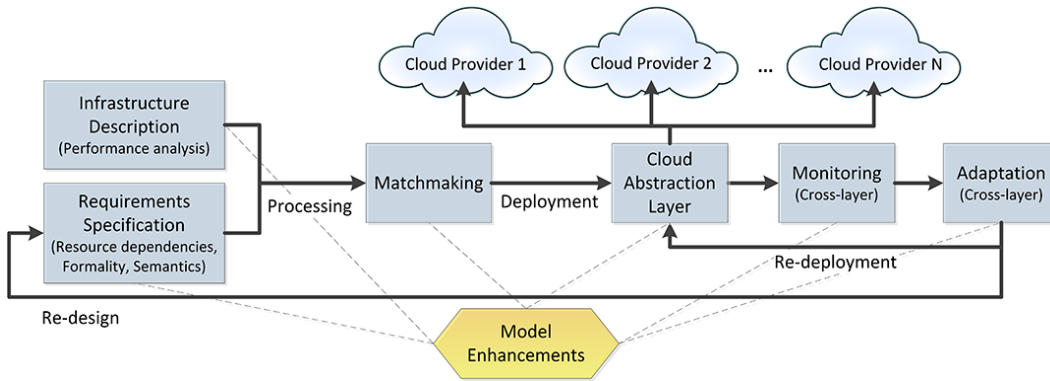 Cloud Provider 1
Cloud Provider 2
...
Cloud Provider N
Infrastructure
Description
(Performance analysis)
Requirements
Specification
(Resource dependencies,
Formality, Semantics)
Processing
Matchmaking
Deployment
Cloud
Abstraction
Layer
Monitoring
(Cross-layer)
Adaptation
(Cross-layer)
Re-deployment
Re-design
Model
Enhancements